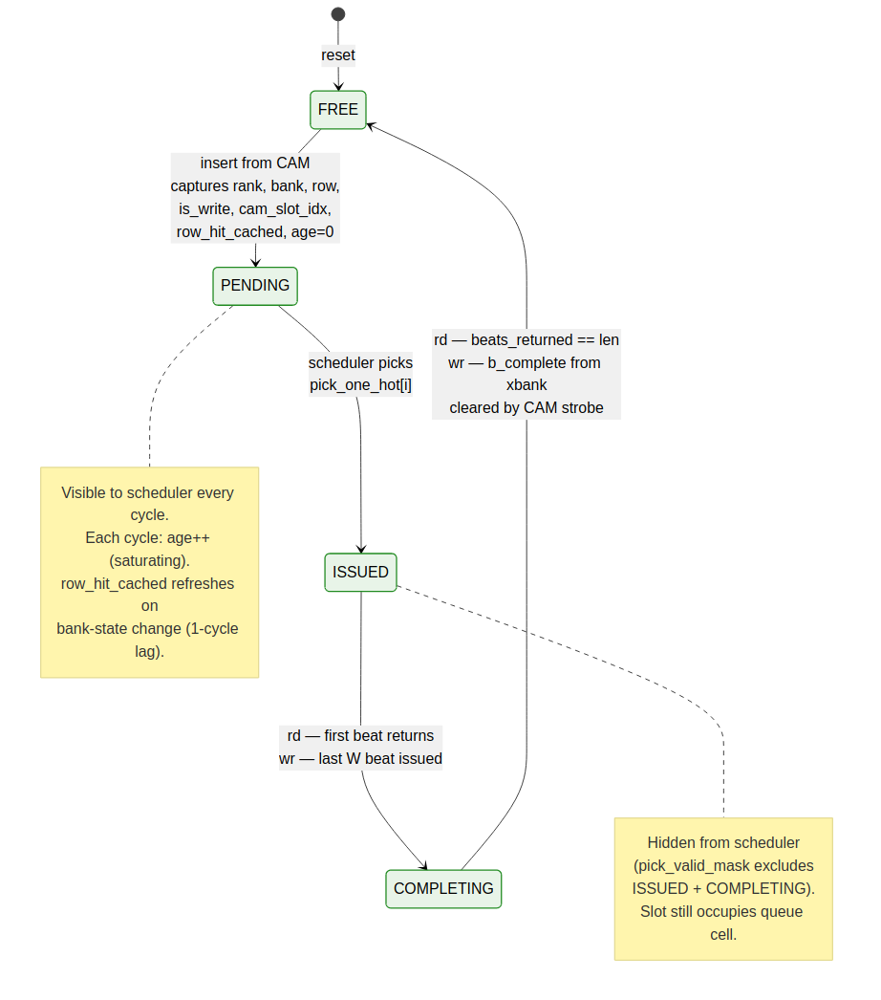 reset
FREE
insert from CAM
captures rank, bank, row,
is_write, cam_slot_idx,
row_hit_cached, age=0
PENDING
rd — beats_returned == len
wr — b_complete from
xbank
cleared by CAM strobe
scheduler picks
pick_one_hot[i]
Visible to scheduler every
cycle.
Each cycle: age++
(saturating).
row_hit_cached refreshes
on
bank-state change (1-cycle
lag).
ISSUED
rd — first beat returns
wr — last W beat issued
Hidden from scheduler
(pick_valid_mask excludes
ISSUED + COMPLETING).
Slot still occupies queue
cell.
COMPLETING